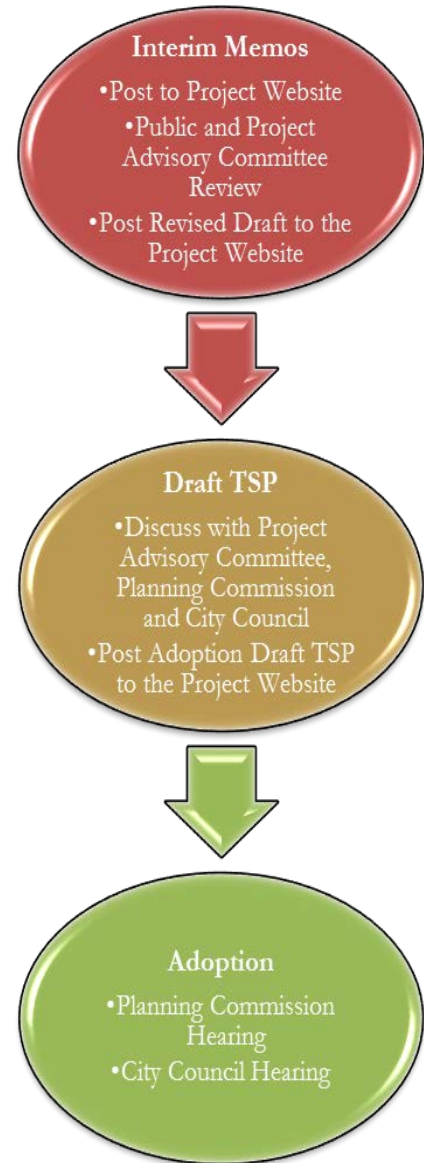 Interim Memos
•Post to Project Website
•Public and Project
Advisory Committee
Review
•Post Revised Draft to the
Project Website
Draft TSP
•Discuss with Project
Advisory Committee,
Planning Commission
and City Council
•Post Adoption Draft TSP
to the Project Website
Adoption
•Planning Commission
Hearing
•City Council Hearing